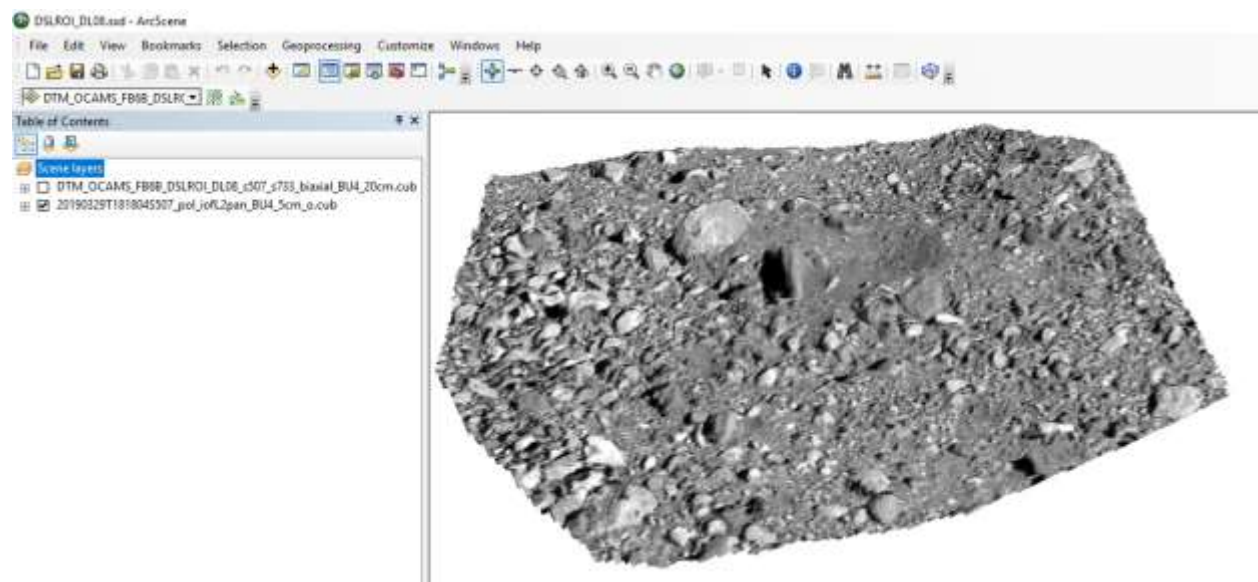 DSLROI_DL08.sxd - ArcScene
File Edit View Bookmarks Selection Geoprocessing Customize Windows Help
DTM_OCAMS_FB6B_DSLRC
Table of Contents
Scene layers
DTM_OCAMS_FB6B_DSLROI_DL08_s507_s733_biaxial_BU4_20cm.cub
20190329T181804S507_pol_iofL2pan_BU4_5cm_o.cub